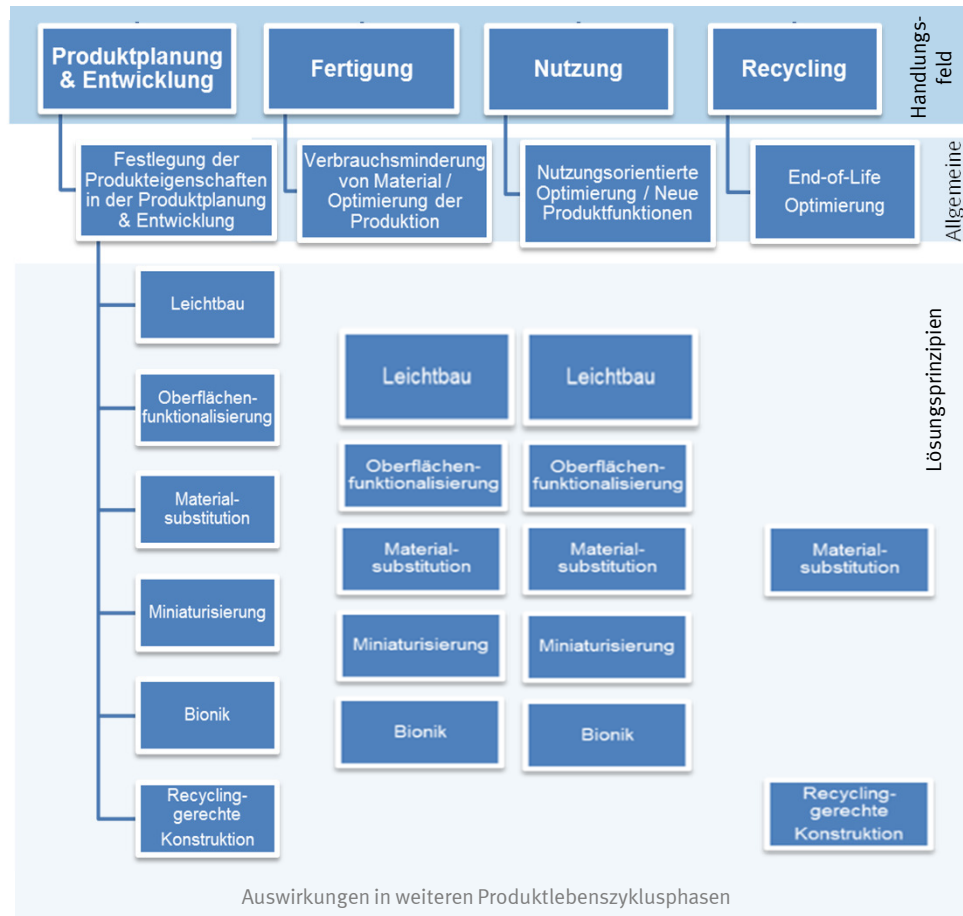 Produktplanung
& Entwicklung
Fertigung
Nutzung
Recycling
Handlungs-
feld
Festlegung der
Produkteigenschaften
in der Produktplanung
& Entwicklung
Verbrauchsminderung
von Material /
Optimierung der
Produktion
Nutzungsorientierte
Optimierung / Neue
Produktfunktionen
End-of-Life
Optimierung
Allgemeine
Leichtbau
Oberflächen-
funktionalisierung
Material-
substitution
Miniaturisierung
Bionik
Recycling-
gerechte
Konstruktion
Leichtbau
Oberflächen-
funktionalisierung
Material-
substitution
Miniaturisierung
Bionik
Leichtbau
Oberflächen-
funktionalisierung
Material-
substitution
Miniaturisierung
Bionik
Material-
substitution
Recycling-
gerechte
Konstruktion
Lösungsprinzipien
Auswirkungen in weiteren Produktlebenszyklusphasen